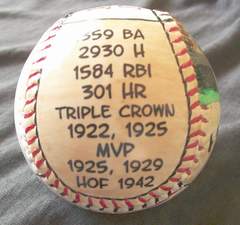 359 BA
2930 H
1584 RBI
301 HR
TRIPLE CROWN
1922, 1925
MVP
1925, 1929
HOF 1942